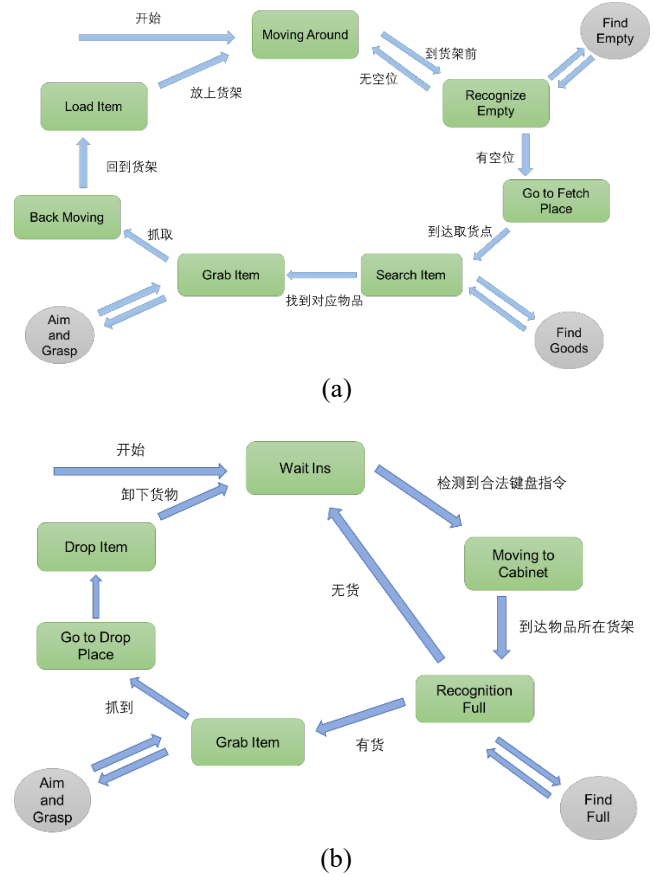 开始
Moving Around
到货架前
无空位
Find
Empty
Load Item
放上货架
Recognize
Empty
回到货架
有空位
Back Moving
Go to Fetch
Place
抓取
到达取货点
Grab Item
Search Item
找到对应物品
Aim
and
Grasp
Find
Goods
(a)
开始
Wait Ins
检测到合法键盘指令
卸下货物
Drop Item
Moving to
Cabinet
无货
到达物品所在货架
Go to Drop
Place
抓到
Recognition
Full
Grab Item
有货
Aim
and
Grasp
Find
Full
(b)